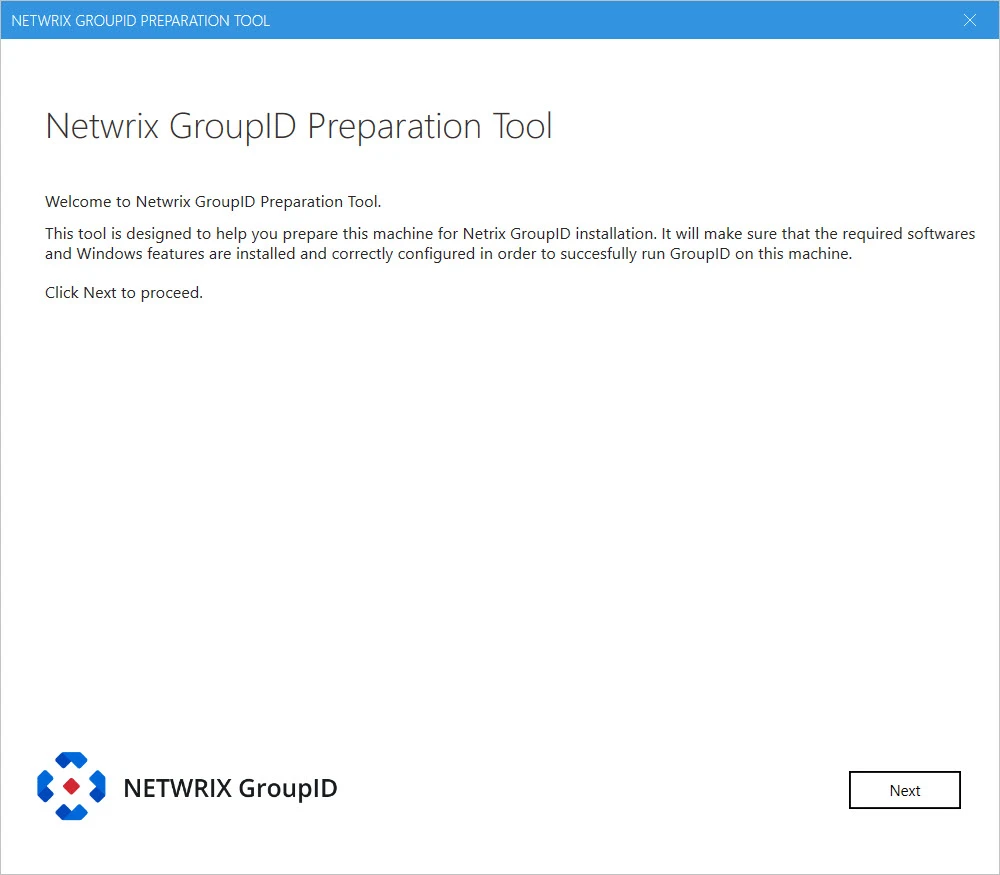 NETWRIX GROUPID PREPARATION TOOL
Netwrix GroupID Preparation Tool
Welcome to Netwrix GroupID Preparation Tool.
This tool is designed to help you prepare this machine for Netrix GroupID installation. It will make sure that the required softwares
and Windows features are installed and correctly configured in order to succesfully run GroupID on this machine.
Click Next to proceed.
NETWRIX GroupID
Next